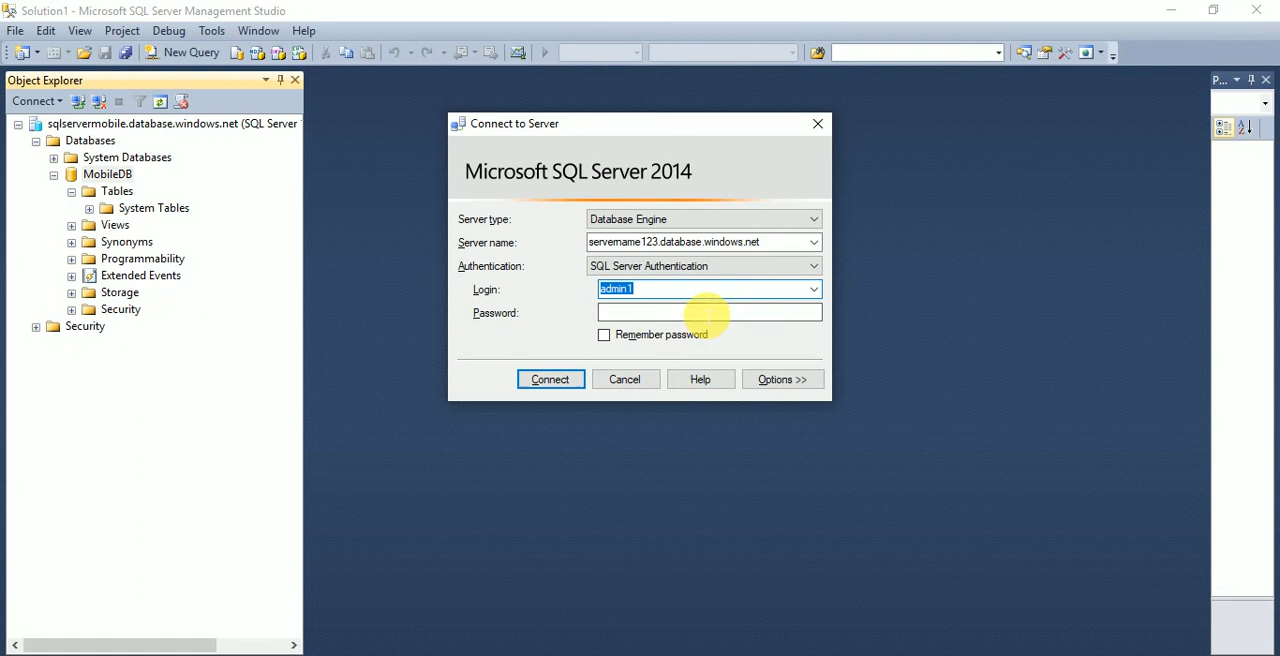 Solution1 - Microsoft SQL Server Management Studio
File Edit View Project Debug Tools Window Help
New Query
Object Explorer
P...
Connect
sqlservermobile.database.windows.net (SQL Server
Databases
System Databases
MobileDB
Tables
System Tables
Views
Synonyms
Programmability
Extended Events
Storage
Security
Security
Connect to Server
Microsoft SQL Server 2014
Server type: Database Engine
Server name: servername123.database.windows.net
Authentication: SQL Server Authentication
Login: admin1
Password:
Remember password
Connect Cancel Help Options >>